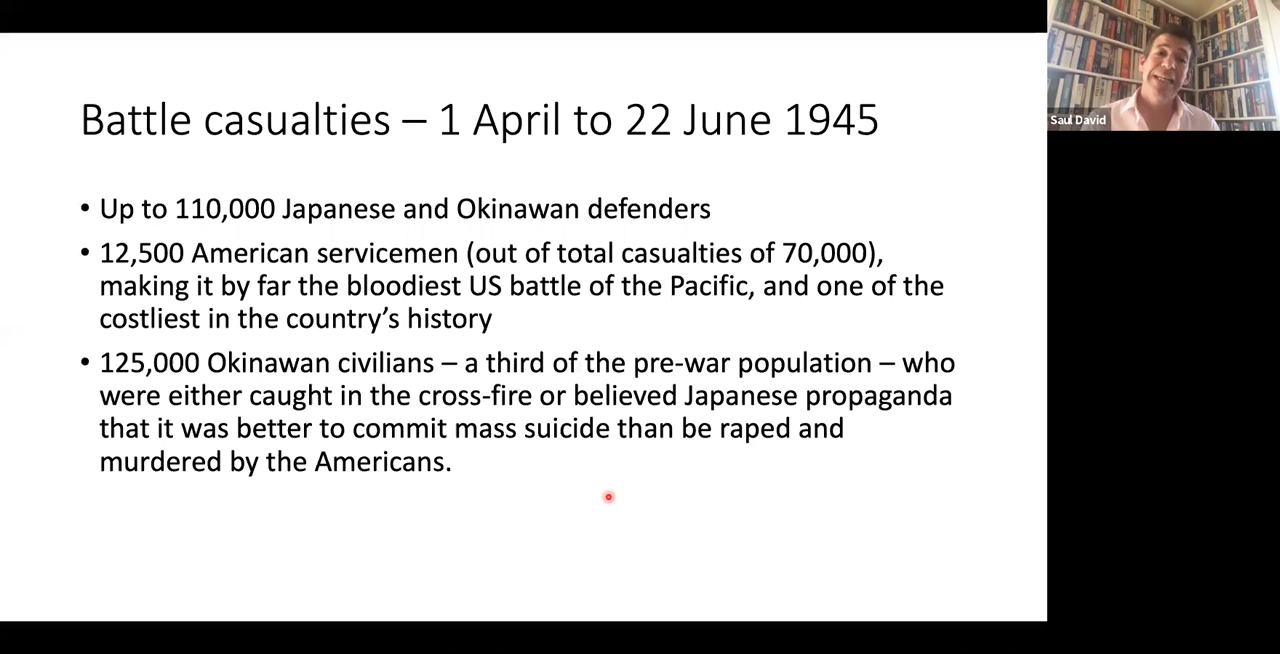 Battle casualties – 1 April to 22 June 1945
• Up to 110,000 Japanese and Okinawan defenders
• 12,500 American servicemen (out of total casualties of 70,000),
making it by far the bloodiest US battle of the Pacific, and one of the
costliest in the country’s history
• 125,000 Okinawan civilians – a third of the pre-war population – who
were either caught in the cross-fire or believed Japanese propaganda
that it was better to commit mass suicide than be raped and
murdered by the Americans.
Saul David